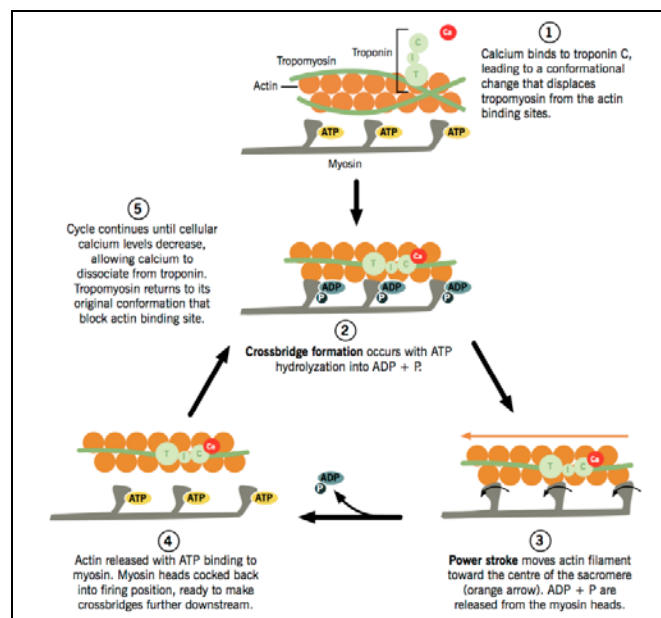 ①
Calcium binds to troponin C,
leading to a conformational
change that displaces
tropomyosin from the actin
binding sites.
Troponin
C
I
T
Ca
Tropomyosin
Actin
ATP
ATP
ATP
Myosin
⑤
Cycle continues until cellular
calcium levels decrease,
allowing calcium to
dissociate from troponin.
Tropomyosin returns to its
original conformation that
block actin binding site.
T
I
C
Ca
ADP
P
ADP
P
ADP
P
②
Crossbridge formation occurs with ATP
hydrolyzation into ADP + P.
T
I
C
Ca
③
Power stroke moves actin filament
toward the centre of the sacromere
(orange arrow). ADP + P are
released from the myosin heads.
ADP
P
T
I
C
Ca
ATP
ATP
ATP
④
Actin released with ATP binding to
myosin. Myosin heads cocked back
into firing position, ready to make
crossbridges further downstream.